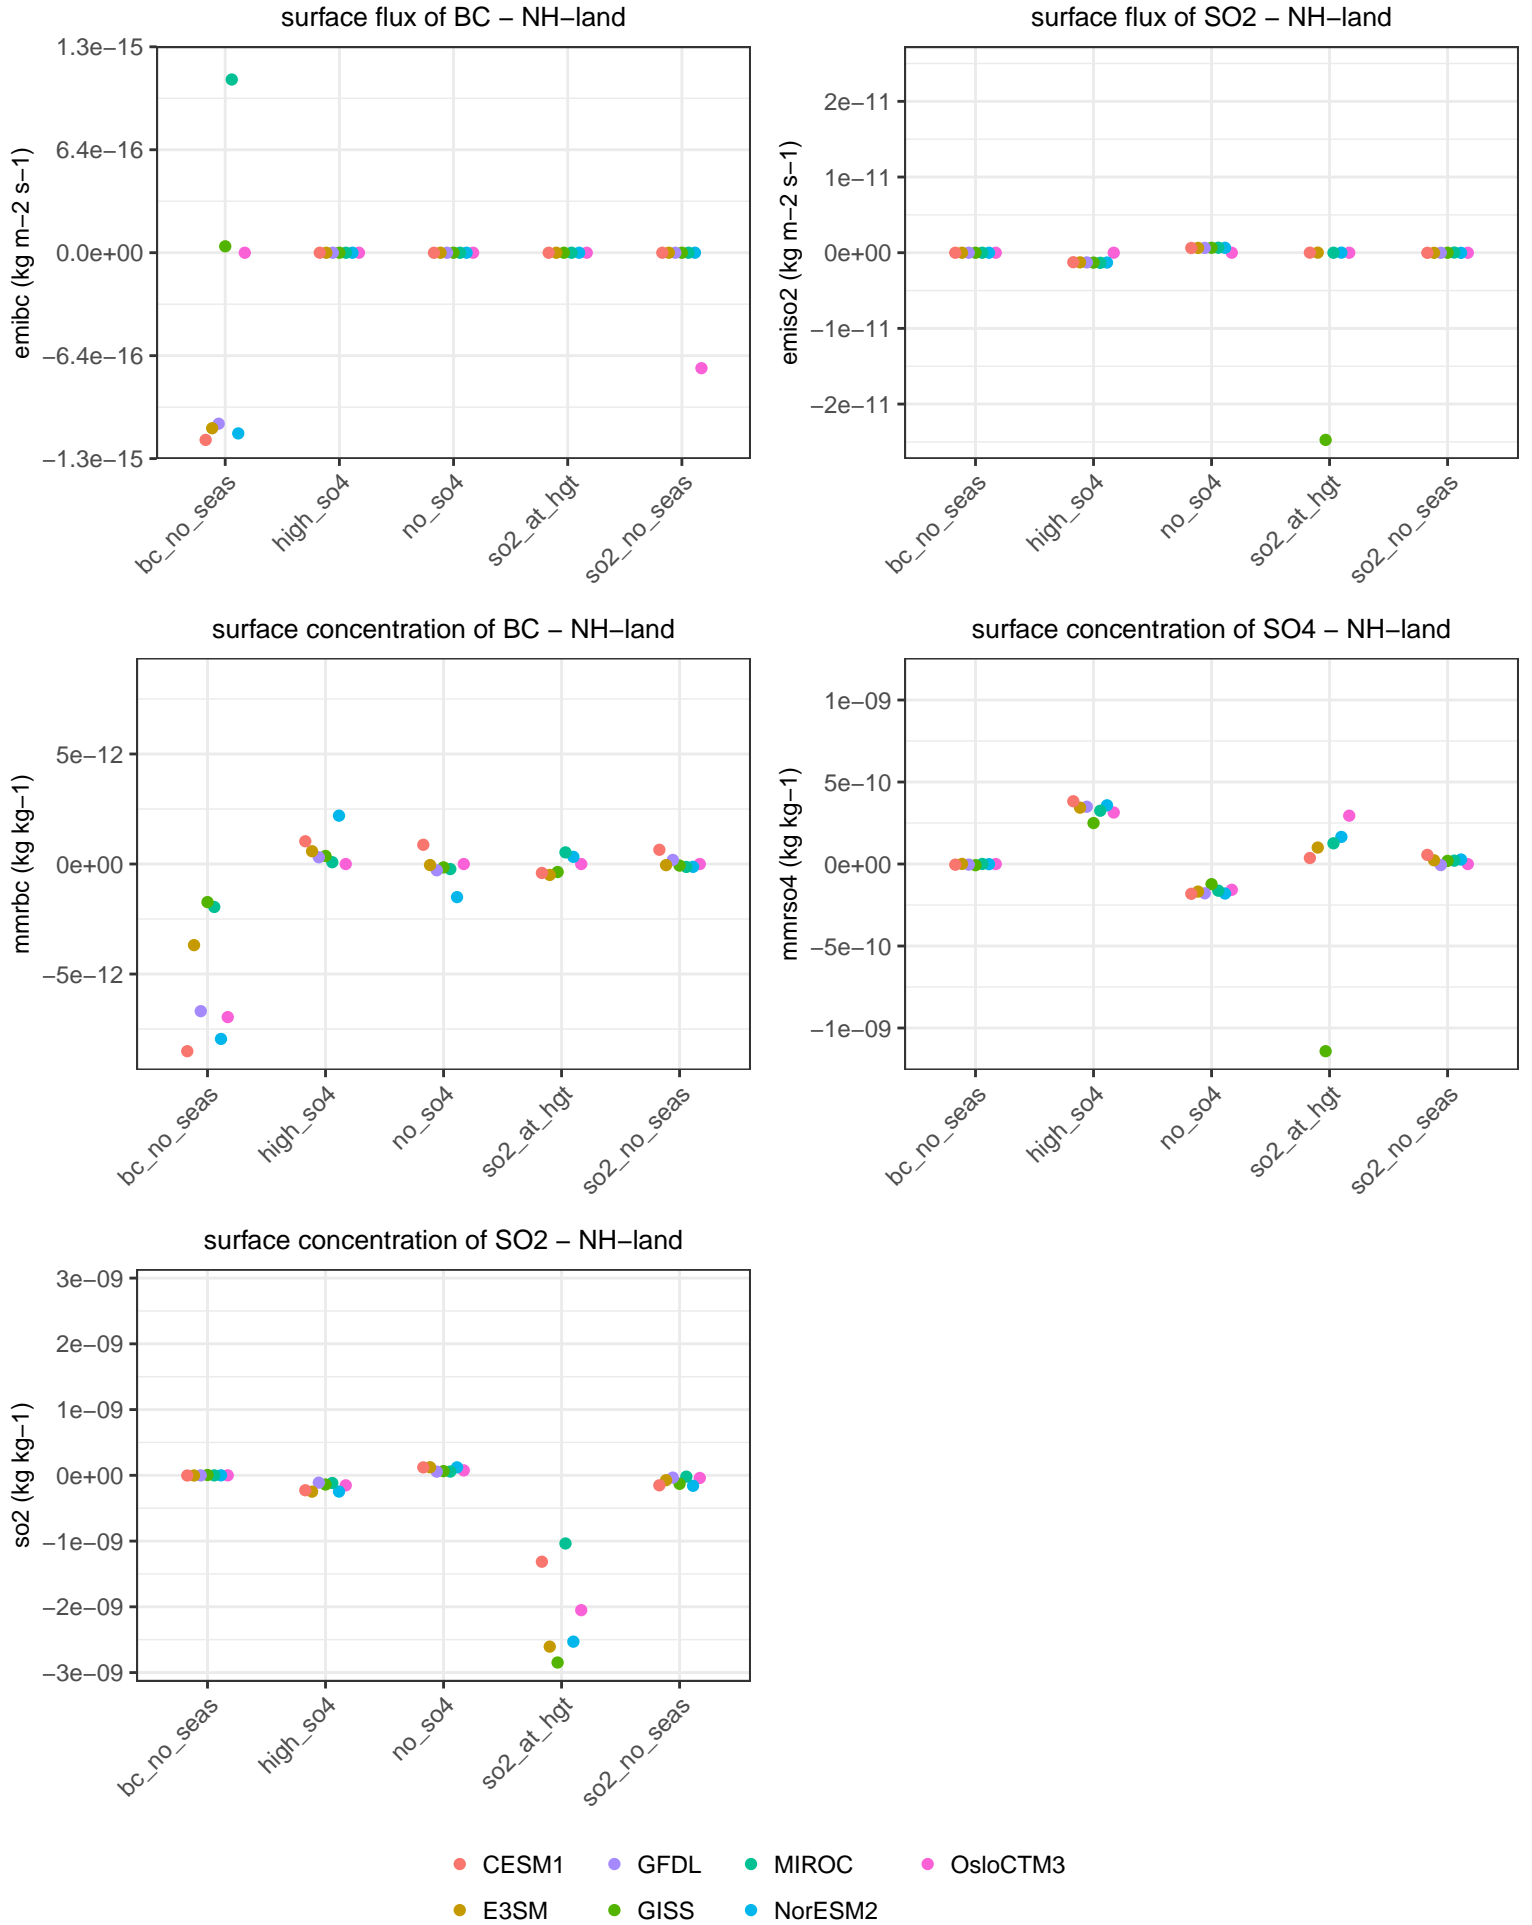 surface flux of BC − NH−land
1.3e−15
6.4e−16
0.0e+00
−6.4e−16
−1.3e−15
emibc (kg m−2 s−1)
bc_no_seas
high_so4
no_so4
so2_at_hgt
so2_no_seas
surface flux of SO2 − NH−land
2e−11
1e−11
0e+00
−1e−11
−2e−11
emiso2 (kg m−2 s−1)
bc_no_seas
high_so4
no_so4
so2_at_hgt
so2_no_seas
surface concentration of BC − NH−land
5e−12
0e+00
−5e−12
mmrbc (kg kg−1)
bc_no_seas
high_so4
no_so4
so2_at_hgt
so2_no_seas
surface concentration of SO4 − NH−land
1e−09
5e−10
0e+00
−5e−10
−1e−09
mmrso4 (kg kg−1)
bc_no_seas
high_so4
no_so4
so2_at_hgt
so2_no_seas
surface concentration of SO2 − NH−land
3e−09
2e−09
1e−09
0e+00
−1e−09
−2e−09
−3e−09
so2 (kg kg−1)
bc_no_seas
high_so4
no_so4
so2_at_hgt
so2_no_seas
CESM1 GFDL MIROC OsloCTM3
E3SM GISS NorESM2